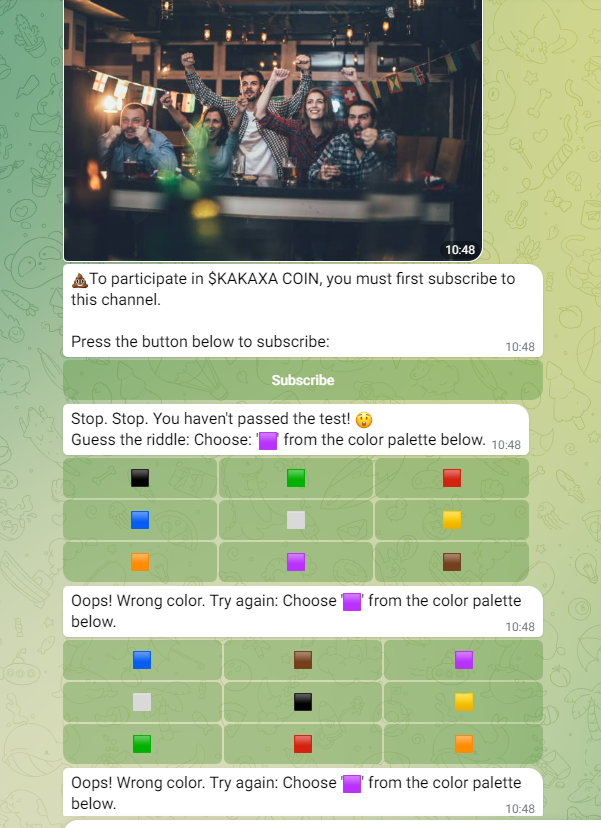 10:48
💩To participate in $KAKAXA COIN, you must first subscribe to
this channel.
Press the button below to subscribe:
10:48
Subscribe
Stop. Stop. You haven't passed the test! 😲
Guess the riddle: Choose: '🟪' from the color palette below. 10:48
Oops! Wrong color. Try again: Choose '🟪' from the color palette
below.
10:48
Oops! Wrong color. Try again: Choose '🟪' from the color palette
below.
10:48